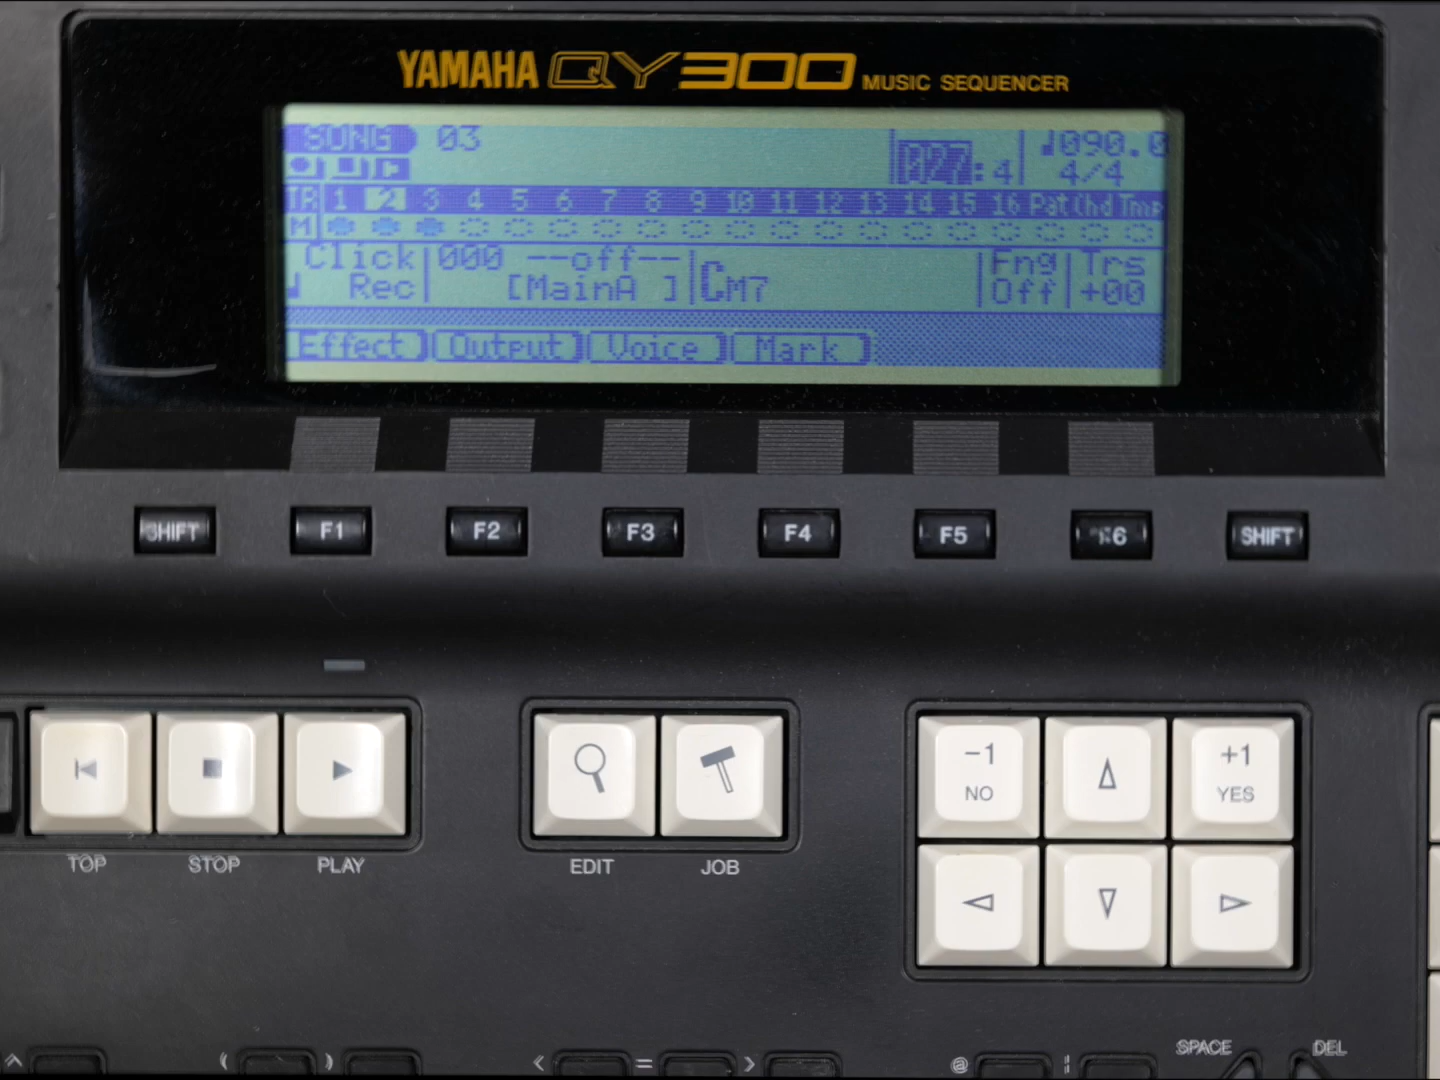 YAMAHA QY300 MUSIC SEQUENCER
SONG 03 027:4 ♩090.0
4/4
TR 1 2 3 4 5 6 7 8 9 10 11 12 13 14 15 16 Pat Chd Tmp
M
Click 000 --off-- Fng Trs
♩ Rec [MainA ] CM7 Off +00
Effect Output Voice Mark
SHIFT F1 F2 F3 F4 F5 F6 SHIFT
-1 +1
NO YES
TOP STOP PLAY EDIT JOB
^ ( ) < = > @ ¦ SPACE DEL